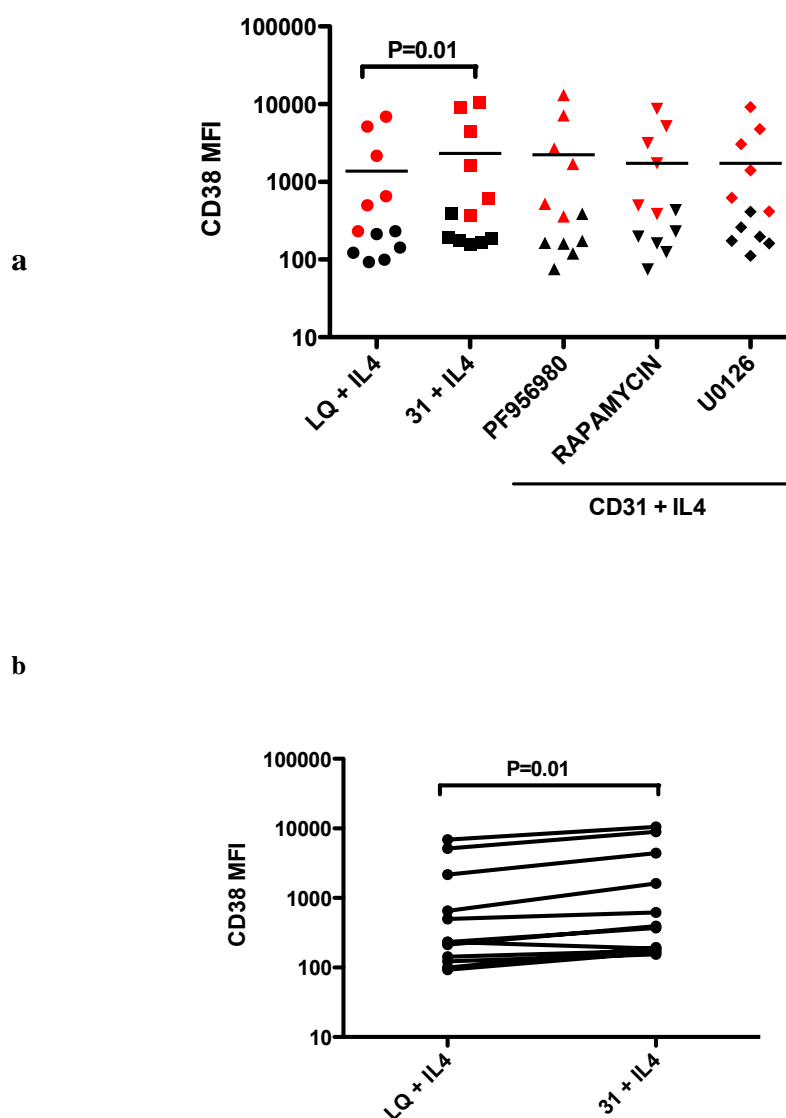 100000
P=0.01
10000
1000
100
10
CD38 MFI
a
LQ + IL4
31 + IL4
PF956980
RAPAMYCIN
U0126
CD31 + IL4
b
100000
P=0.01
10000
1000
100
10
CD38 MFI
LQ + IL4
31 + IL4